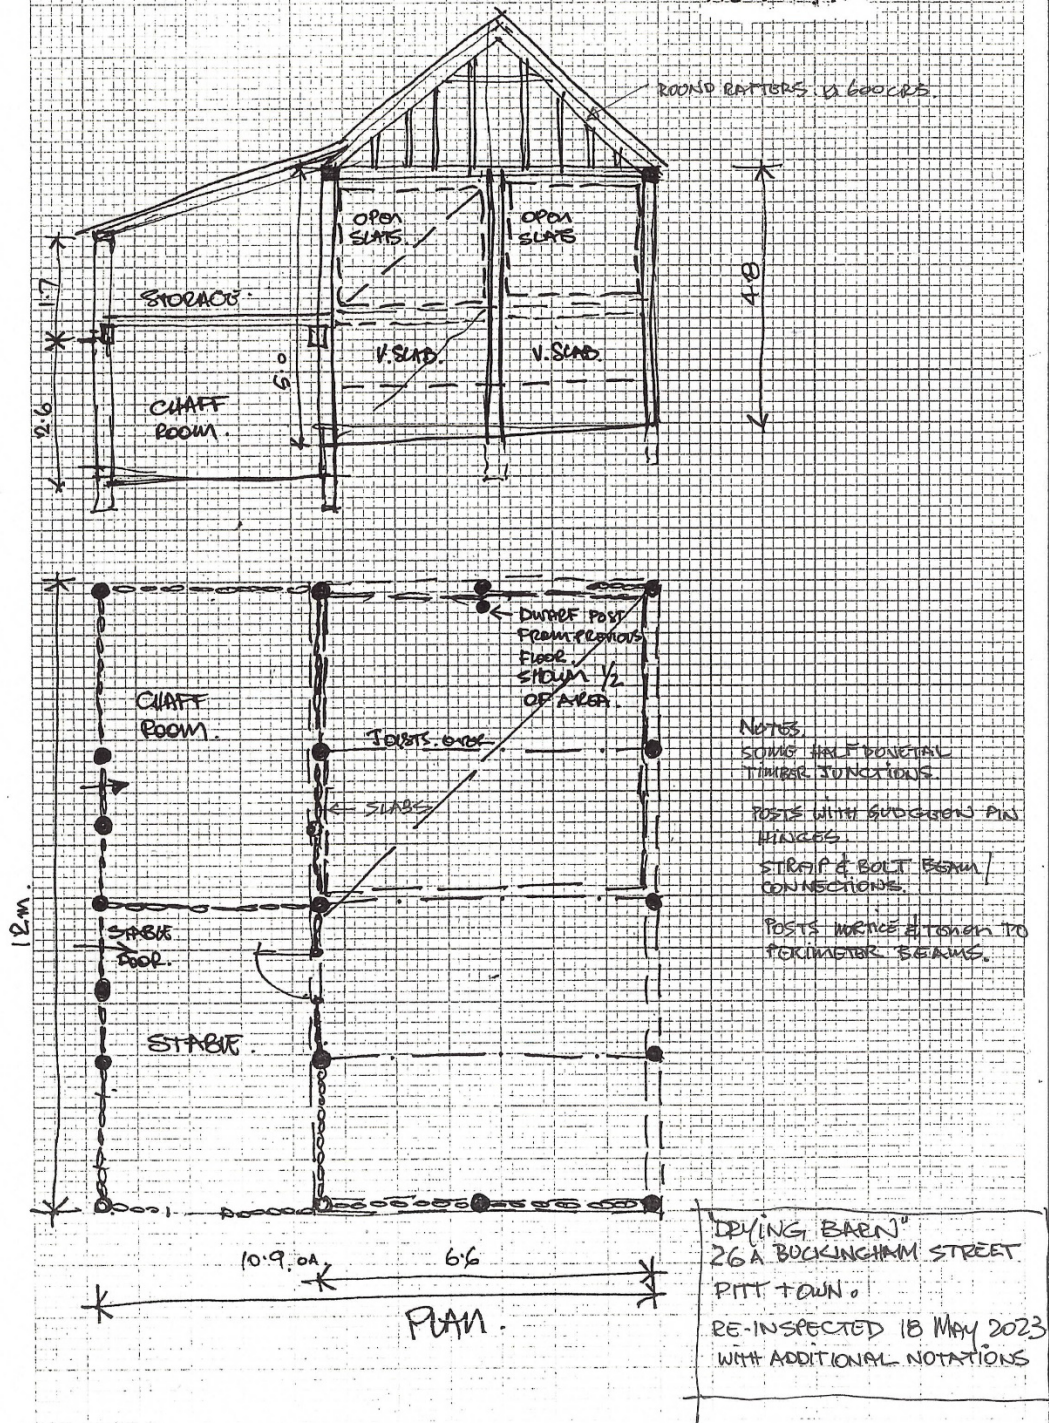 ROUND RAFTERS @ 600 CRS.
OPEN
SLATS.
OPEN
SLATS
4.8
1.7
STORAGE.
5.0
V. SLAB.
V. SLAB.
2.6
CHAFF
ROOM.
DWARF POST
FROM PREVIOUS
FLOOR.
SHOWN 1/2
OF AREA.
CHAFF
ROOM.
JOISTS. OVER
SLABS
NOTES.
SOME HALF DOVETAL
TIMBER JUNCTIONS.
POSTS WITH GUDGEON PIN
HINGES
STRAP & BOLT BEAM
CONNECTIONS.
POSTS MORTICE & TENON TO
PERIMETER BEAMS.
12m.
STABLE
DOOR.
STABLE.
10.9. OA.
6.6
PLAN.
"DRYING BARN"
26A BUCKINGHAM STREET
PITT TOWN.
RE-INSPECTED 18 MAY 2023
WITH ADDITIONAL NOTATIONS